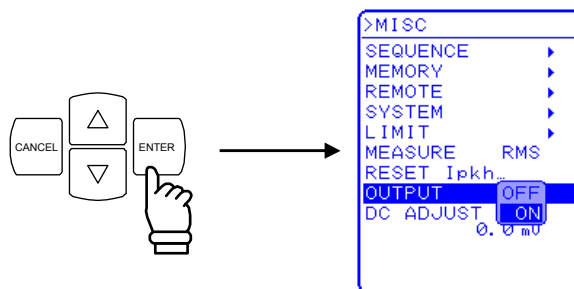 CANCEL
ENTER
>MISC
SEQUENCE
MEMORY
REMOTE
SYSTEM
LIMIT
MEASURE RMS
RESET Ipkh…
OUTPUT OFF
DC ADJUST ON
0.0 mV